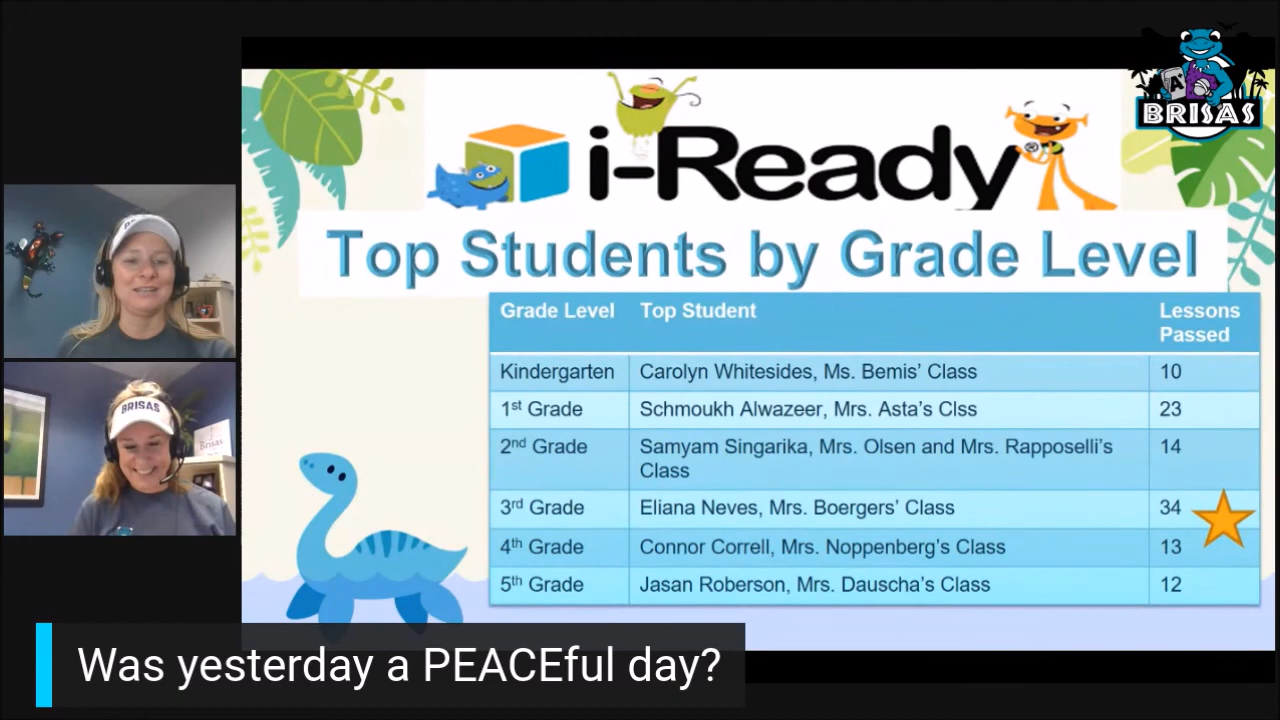 BRISAS
i-Ready
Top Students by Grade Level
Grade Level Top Student Lessons Passed
Kindergarten Carolyn Whitesides, Ms. Bemis' Class 10
1st Grade Schmoukh Alwazeer, Mrs. Asta's Clss 23
2nd Grade Samyam Singarika, Mrs. Olsen and Mrs. Rapposelli's
Class 14
3rd Grade Eliana Neves, Mrs. Boergers' Class 34
4th Grade Connor Correll, Mrs. Noppenberg's Class 13
5th Grade Jasan Roberson, Mrs. Dauscha's Class 12
BRISAS
Brisas
Was yesterday a PEACEful day?